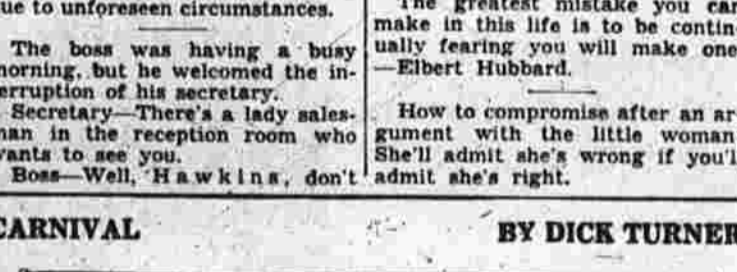 ue to unforeseen circumstances.
The boss was having a busy
orning, but he welcomed the in-
erruption of his secretary.
Secretary—There's a lady sales-
man in the reception room who
wants to see you.
Boss—Well, Hawkins, don't
The greatest mistake you can
make in this life is to be contin-
ually fearing you will make one
—Elbert Hubbard.
How to compromise after an ar-
gument with the little woman
She'll admit she's wrong if you'l
admit she's right.
CARNIVAL
BY DICK TURNER